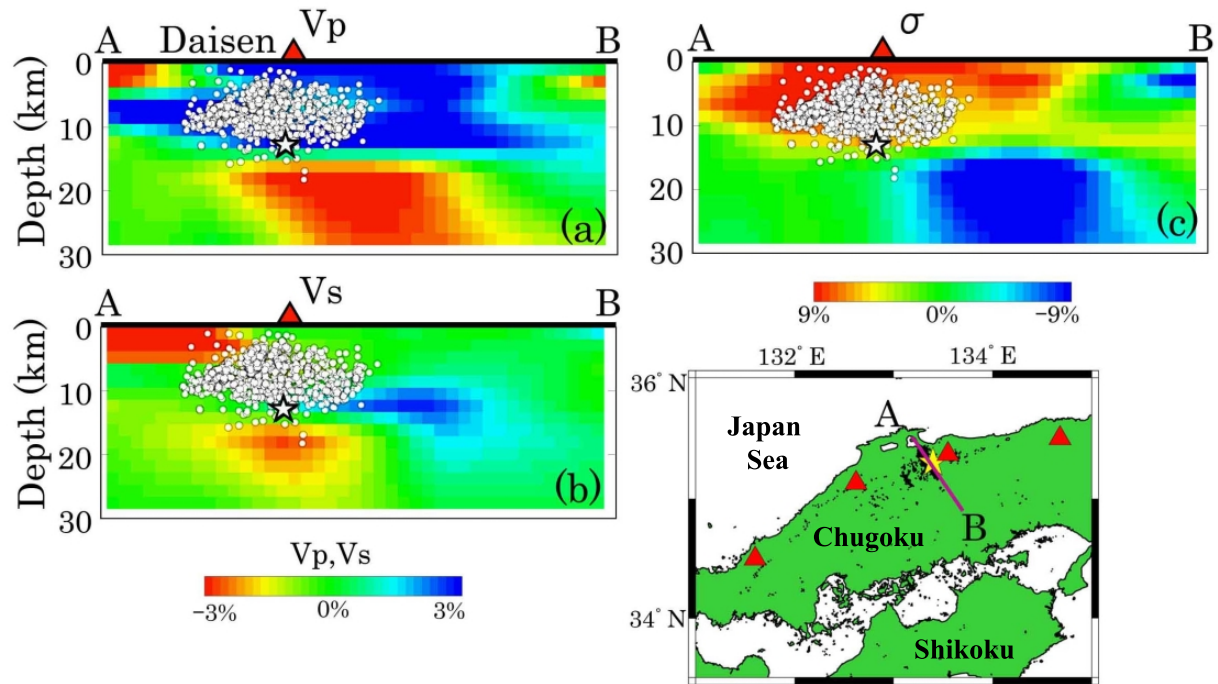 Vp
A Daisen B
0
10
20
30
Depth (km)
(a)
σ
A B
0
10
20
30
(c)
9% 0% −9%
Vs
A B
0
10
20
30
Depth (km)
(b)
Vp,Vs
−3% 0% 3%
132° E 134° E
36° N
34° N
A
Japan
Sea
B
Chugoku
Shikoku